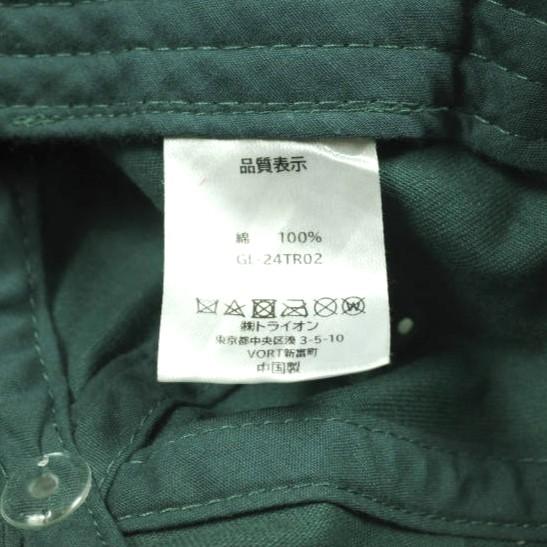 品質表示
綿 100%
GL-24TR02
㈱トライオン
東京都中央区湊 3-5-10
VORT新富町
中国製